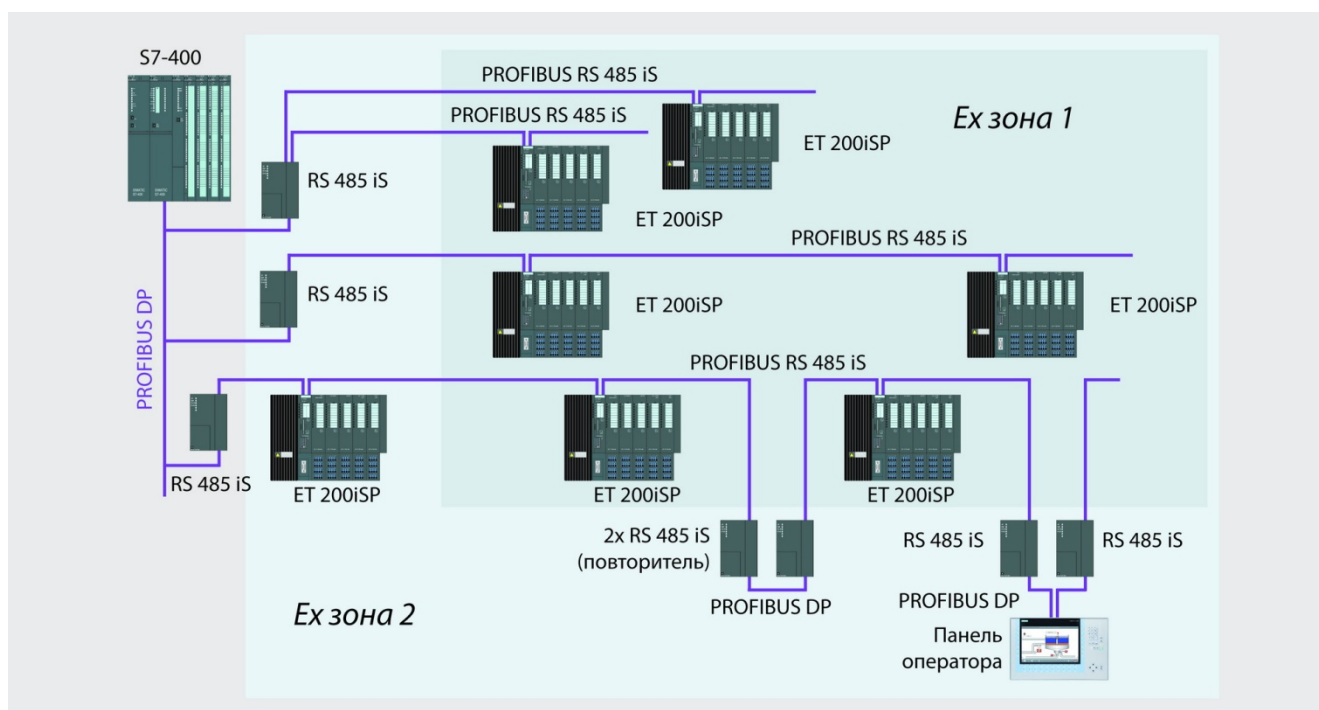 S7-400
PROFIBUS RS 485 iS
PROFIBUS RS 485 iS
Ex зона 1
ET 200iSP
RS 485 iS
ET 200iSP
PROFIBUS RS 485 iS
RS 485 iS
ET 200iSP
ET 200iSP
PROFIBUS DP
PROFIBUS RS 485 iS
RS 485 iS
ET 200iSP
ET 200iSP
ET 200iSP
2x RS 485 iS
(повторитель)
RS 485 iS
RS 485 iS
PROFIBUS DP
PROFIBUS DP
Ex зона 2
Панель
оператора